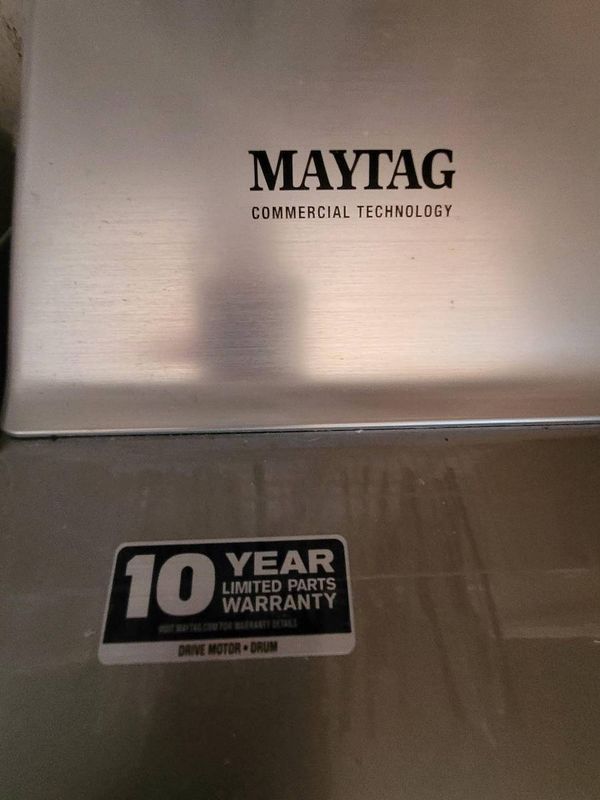 MAYTAG
COMMERCIAL TECHNOLOGY
10 YEAR
LIMITED PARTS
WARRANTY
VISIT MAYTAG.COM FOR WARRANTY DETAILS
DRIVE MOTOR • DRUM